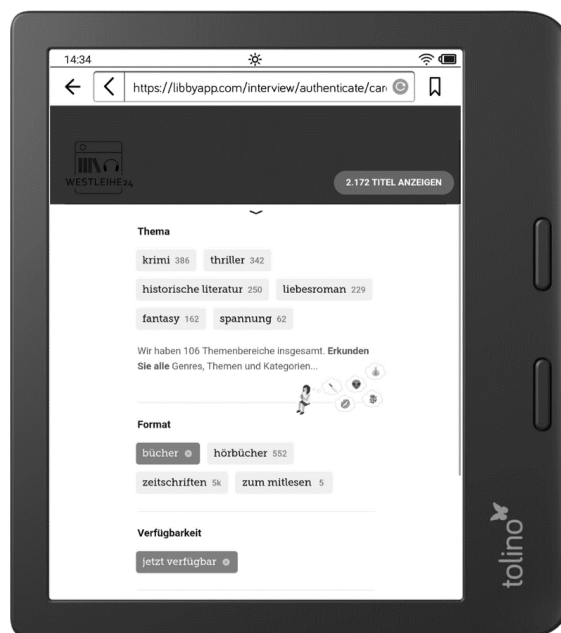 14:34
https://libbyapp.com/interview/authenticate/car
WESTLEIHE24
2.172 TITEL ANZEIGEN
Thema
krimi 386 thriller 342
historische literatur 250 liebesroman 229
fantasy 162 spannung 62
Wir haben 106 Themenbereiche insgesamt. Erkunden
Sie alle Genres, Themen und Kategorien...
Format
bücher hörbücher 552
zeitschriften 5k zum mitlesen 5
Verfügbarkeit
jetzt verfügbar
tolino